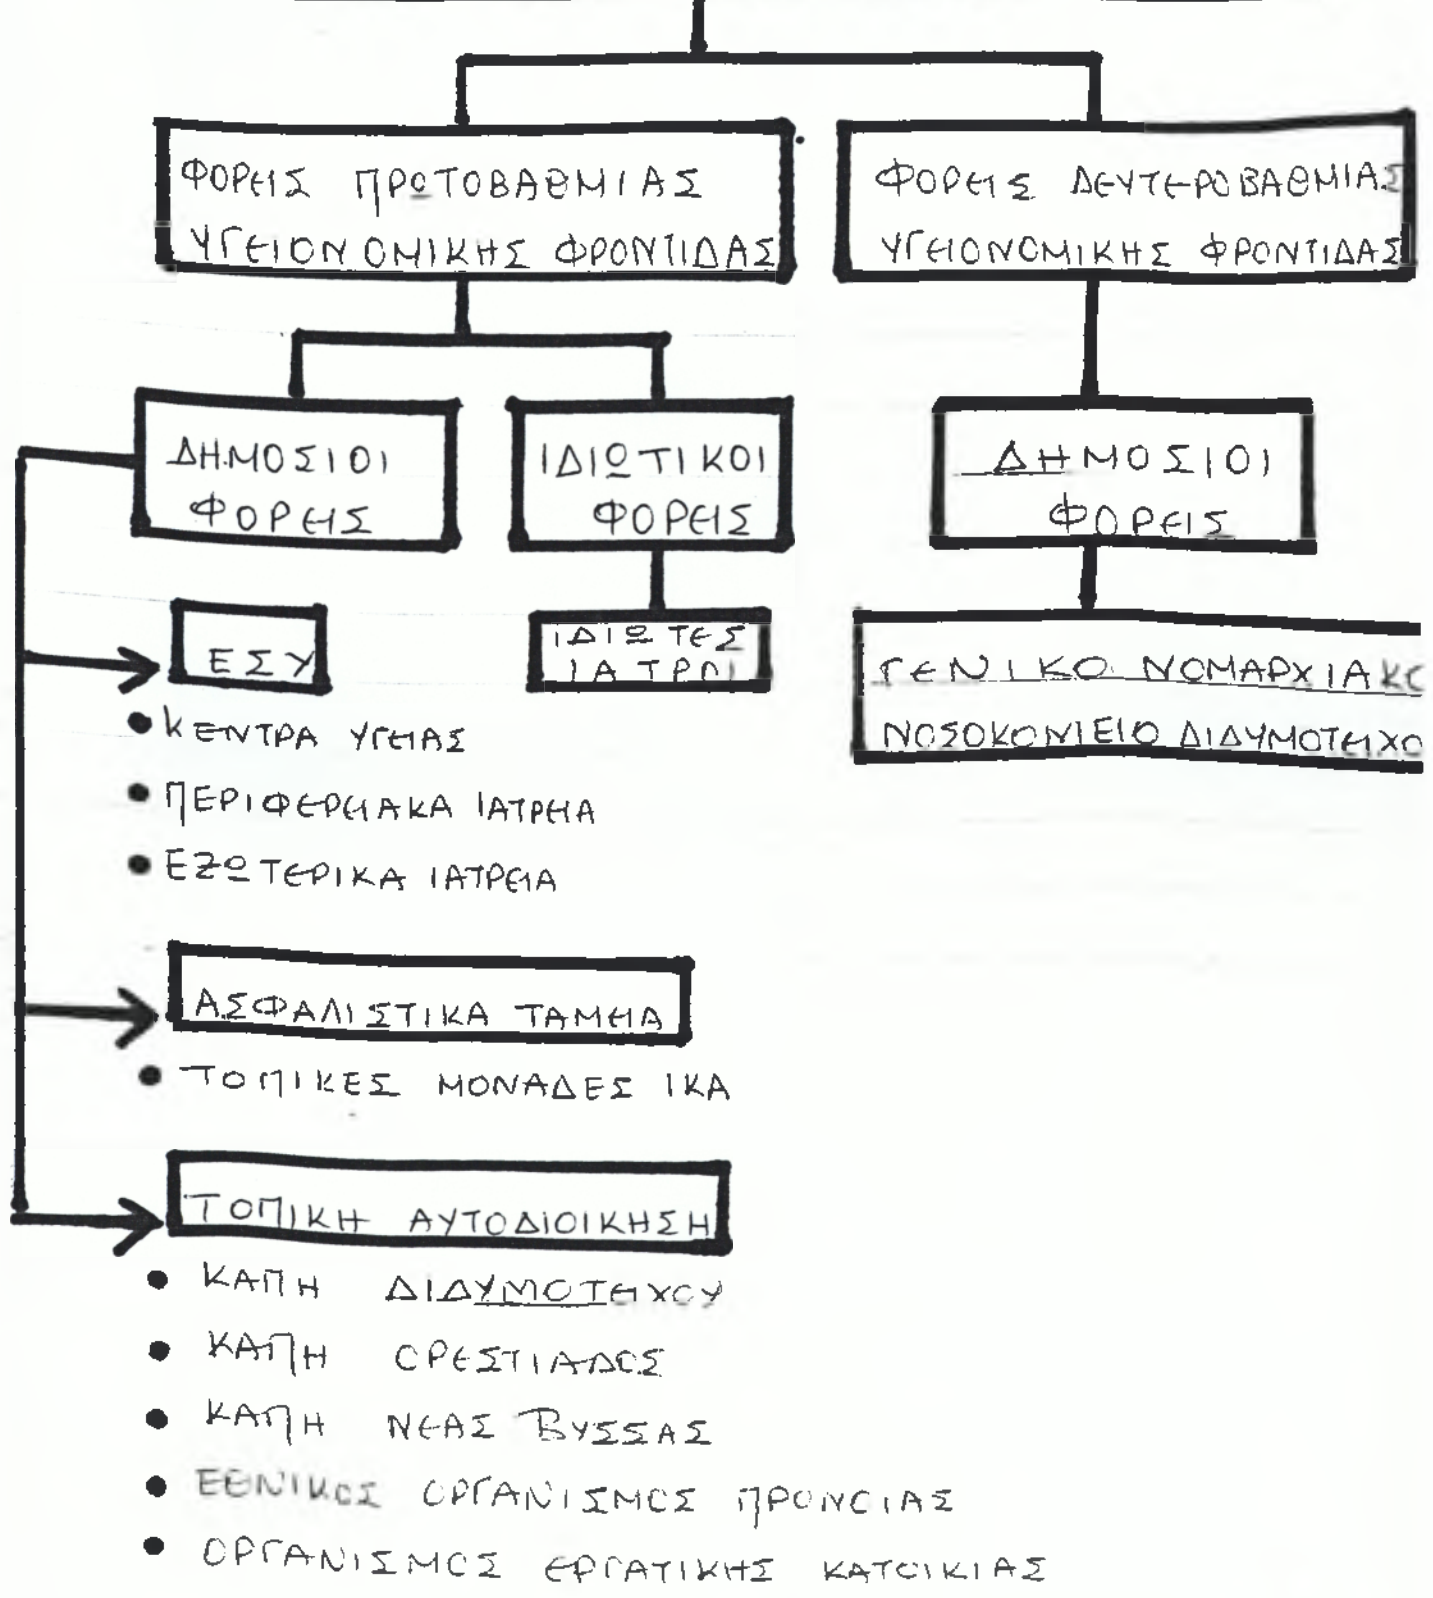 ΦΟΡΕΙΣ ΠΡΩΤΟΒΑΘΜΙΑΣ
ΥΓΕΙΟΝΟΜΙΚΗΣ ΦΡΟΝΤΙΔΑΣ
ΦΟΡΕΙΣ ΔΕΥΤΕΡΟΒΑΘΜΙΑΣ
ΥΓΕΙΟΝΟΜΙΚΗΣ ΦΡΟΝΤΙΔΑΣ
ΔΗΜΟΣΙΟΙ
ΦΟΡΕΙΣ
ΙΔΙΩΤΙΚΟΙ
ΦΟΡΕΙΣ
ΔΗΜΟΣΙΟΙ
ΦΟΡΕΙΣ
ΕΣΥ
ΙΔΙΩΤΕΣ
ΙΑΤΡΟΙ
ΓΕΝΙΚΟ ΝΟΜΑΡΧΙΑΚΟ
ΝΟΣΟΚΟΜΕΙΟ ΔΙΔΥΜΟΤΕΙΧΟ
• ΚΕΝΤΡΑ ΥΓΕΙΑΣ
• ΠΕΡΙΦΕΡΕΙΑΚΑ ΙΑΤΡΕΙΑ
• ΕΞΩΤΕΡΙΚΑ ΙΑΤΡΕΙΑ
ΑΣΦΑΛΙΣΤΙΚΑ ΤΑΜΕΙΑ
• ΤΟΠΙΚΕΣ ΜΟΝΑΔΕΣ ΙΚΑ
ΤΟΠΙΚΗ ΑΥΤΟΔΙΟΙΚΗΣΗ
• ΚΑΠΗ ΔΙΔΥΜΟΤΕΙΧΟΥ
• ΚΑΠΗ ΟΡΕΣΤΙΑΔΟΣ
• ΚΑΠΗ ΝΕΑΣ ΒΥΣΣΑΣ
• ΕΘΝΙΚΟΣ ΟΡΓΑΝΙΣΜΟΣ ΠΡΟΝΟΙΑΣ
• ΟΡΓΑΝΙΣΜΟΣ ΕΡΓΑΤΙΚΗΣ ΚΑΤΟΙΚΙΑΣ